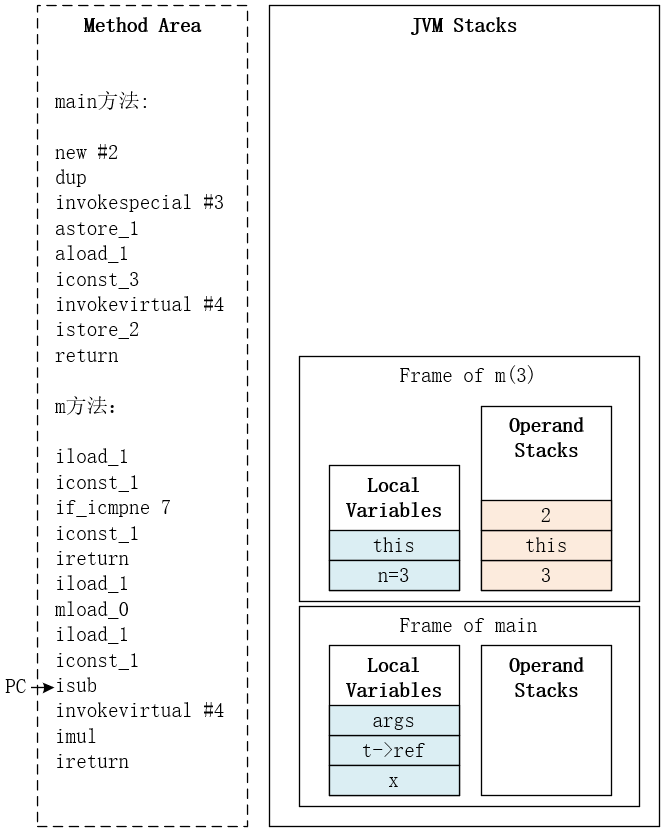 Method Area
main方法:
new #2
dup
invokespecial #3
astore_1
aload_1
iconst_3
invokevirtual #4
istore_2
return
m方法：
iload_1
iconst_1
if_icmpne 7
iconst_1
ireturn
iload_1
mload_0
iload_1
iconst_1
PC
isub
invokevirtual #4
imul
ireturn
JVM Stacks
Frame of m(3)
Local
Variables
this
n=3
Operand
Stacks
2
this
3
Frame of main
Local
Variables
args
t->ref
x
Operand
Stacks